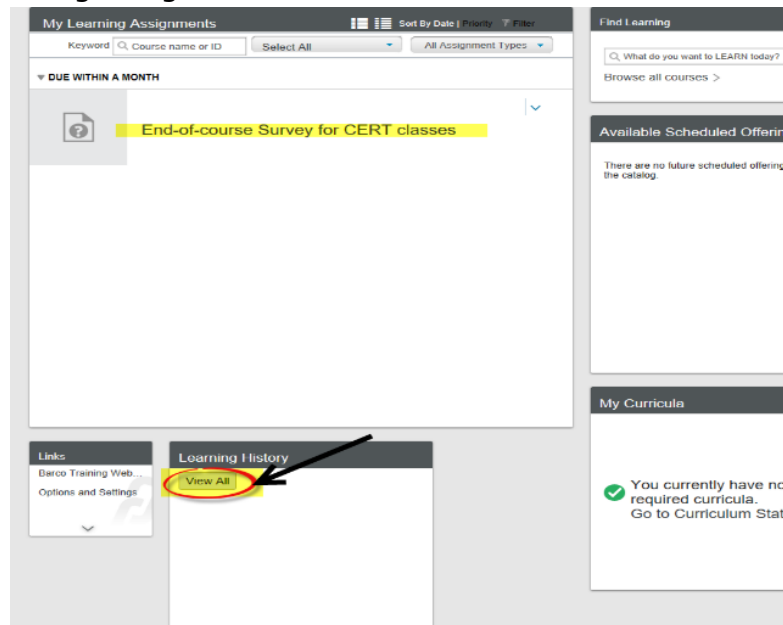 My Learning Assignments
Sort By Date | Priority Filter
Keyword Course name or ID Select All All Assignment Types
DUE WITHIN A MONTH
End-of-course Survey for CERT classes
Find Learning
What do you want to LEARN today?
Browse all courses >
Available Scheduled Offerin
There are no future scheduled offering
the catalog.
My Curricula
You currently have no
required curricula.
Go to Curriculum Stat
Links
Barco Training Web...
Options and Settings
Learning History
View All